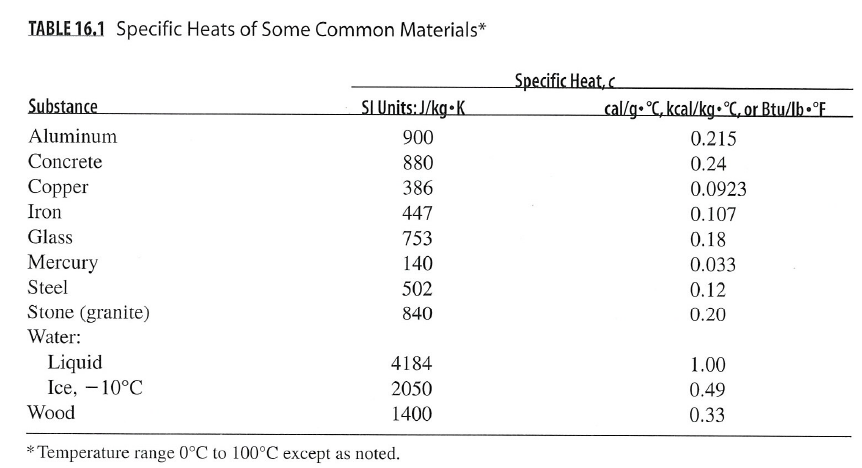 TABLE 16.1 Specific Heats of Some Common Materials*
Specific Heat, c
Substance SI Units: J/kg•K cal/g•°C, kcal/kg•°C, or Btu/lb•°F
Aluminum 900 0.215
Concrete 880 0.24
Copper 386 0.0923
Iron 447 0.107
Glass 753 0.18
Mercury 140 0.033
Steel 502 0.12
Stone (granite) 840 0.20
Water:
Liquid 4184 1.00
Ice, −10°C 2050 0.49
Wood 1400 0.33
*Temperature range 0°C to 100°C except as noted.